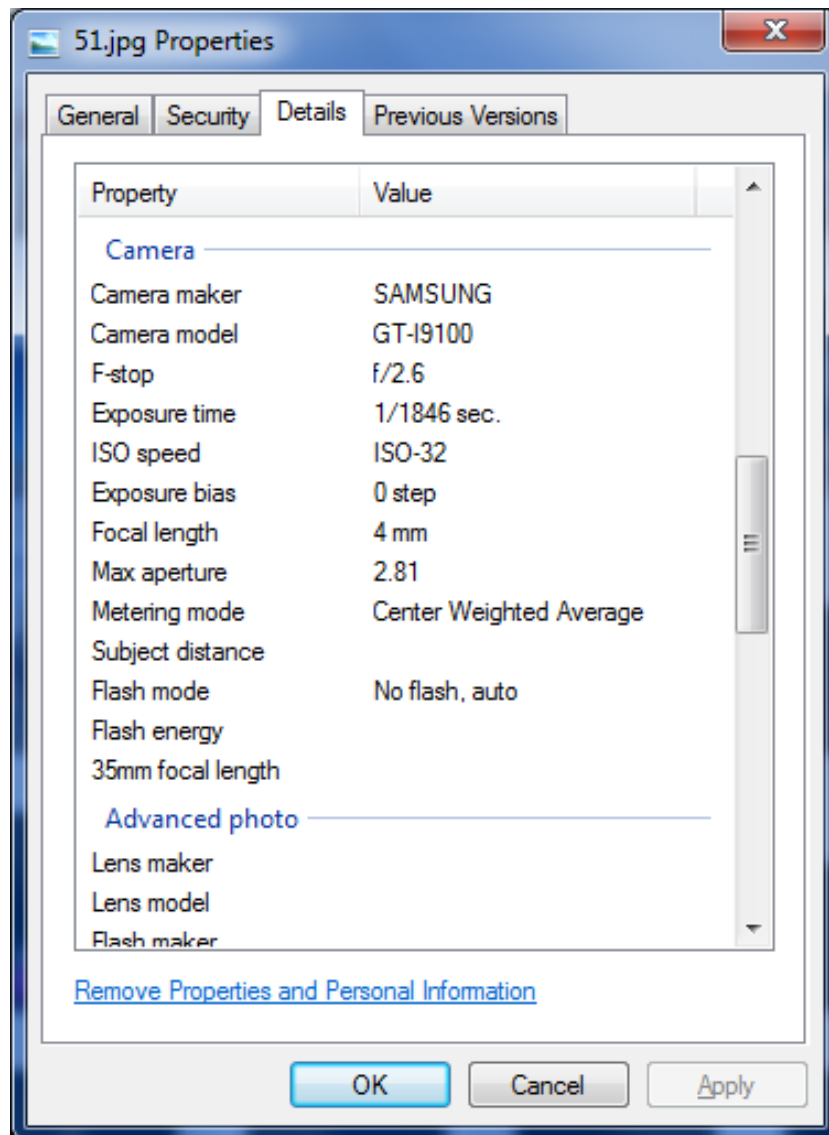 51.jpg Properties
General Security Details Previous Versions
Property Value
Camera
Camera maker SAMSUNG
Camera model GT-I9100
F-stop f/2.6
Exposure time 1/1846 sec.
ISO speed ISO-32
Exposure bias 0 step
Focal length 4 mm
Max aperture 2.81
Metering mode Center Weighted Average
Subject distance
Flash mode No flash, auto
Flash energy
35mm focal length
Advanced photo
Lens maker
Lens model
Flash maker
Remove Properties and Personal Information
OK Cancel Apply